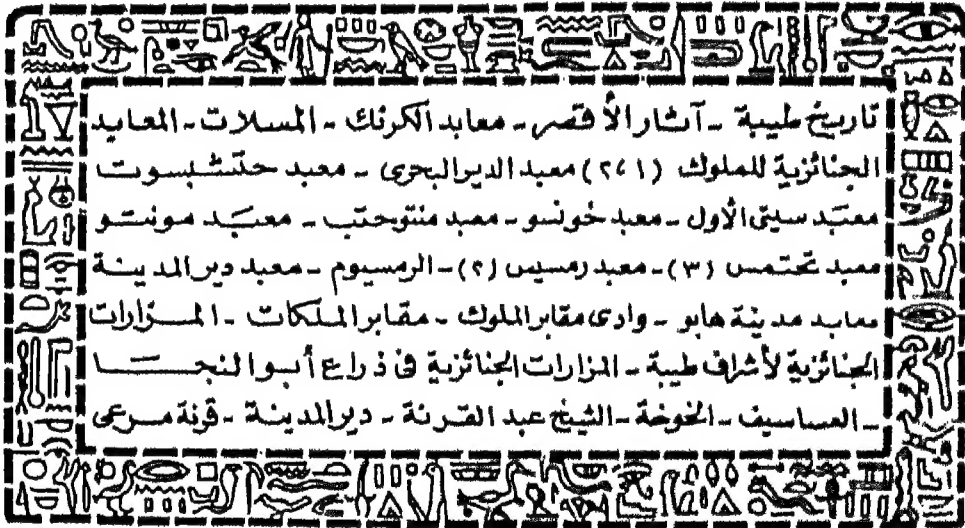 تاريخ طيبة - آثار الأقصر - معابد الكرنك - المسلات - المعابد
الجنائزية للملوك (٢،١) معبد الدير البحرى - معبد حتشبسوت
معبد سيتى الأول - معبد خونسو - معبد منتوحتب - معبد مونتو
معبد تحتمس (٣) - معبد رمسيس (٢) - الرمسيوم - معبد دير المدينة
معابد مدينة هابو - وادى مقابر الملوك - مقابر الملكات - المزارات
الجنائزية لأشراف طيبة - المزارات الجنائزية فى ذراع أبو النجا
- العساسيف - الخوخة - الشيخ عبد القرنة - دير المدينة - قرنة مرعى